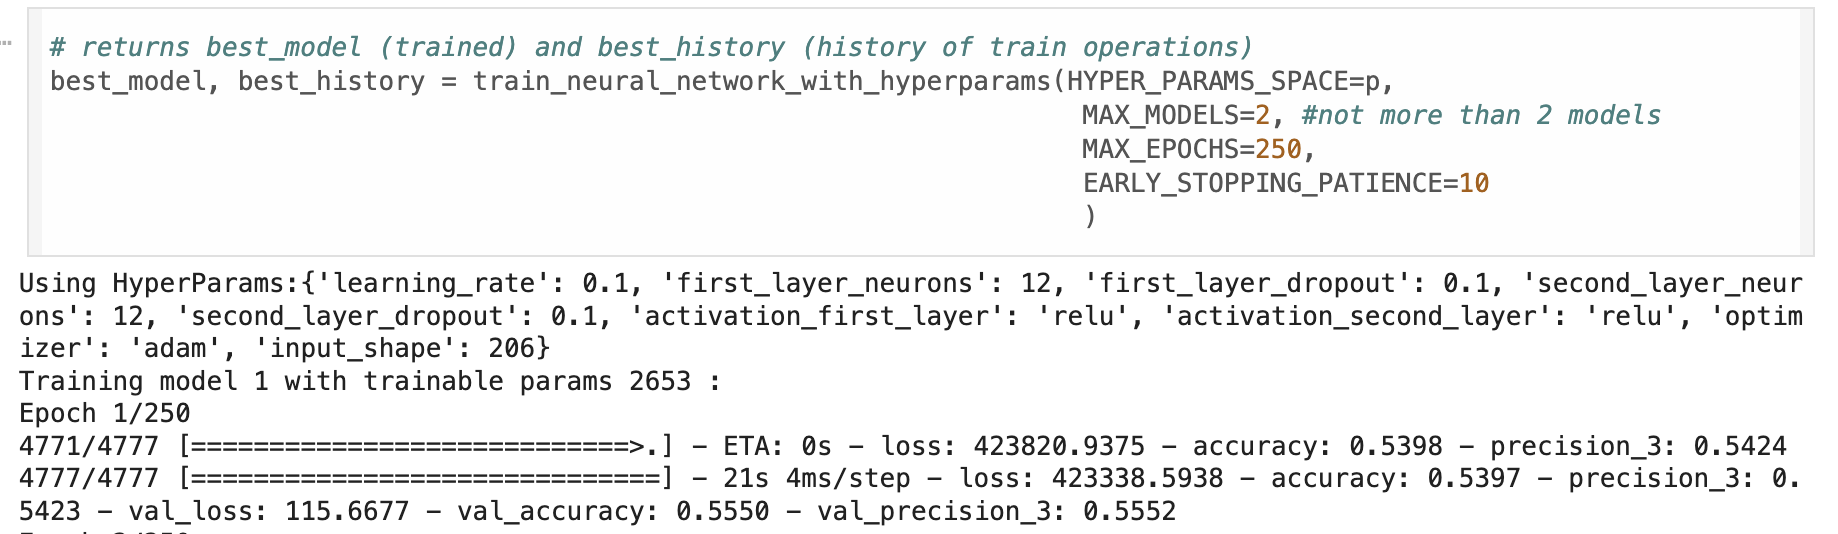 # returns best_model (trained) and best_history (history of train operations)
best_model, best_history = train_neural_network_with_hyperparams(HYPER_PARAMS_SPACE=p,
MAX_MODELS=2, #not more than 2 models
MAX_EPOCHS=250,
EARLY_STOPPING_PATIENCE=10
)
Using HyperParams:{'learning_rate': 0.1, 'first_layer_neurons': 12, 'first_layer_dropout': 0.1, 'second_layer_neur
ons': 12, 'second_layer_dropout': 0.1, 'activation_first_layer': 'relu', 'activation_second_layer': 'relu', 'optim
izer': 'adam', 'input_shape': 206}
Training model 1 with trainable params 2653 :
Epoch 1/250
4771/4777 [============================>.] - ETA: 0s - loss: 423820.9375 - accuracy: 0.5398 - precision_3: 0.5424
4777/4777 [==============================] - 21s 4ms/step - loss: 423338.5938 - accuracy: 0.5397 - precision_3: 0.
5423 - val_loss: 115.6677 - val_accuracy: 0.5550 - val_precision_3: 0.5552